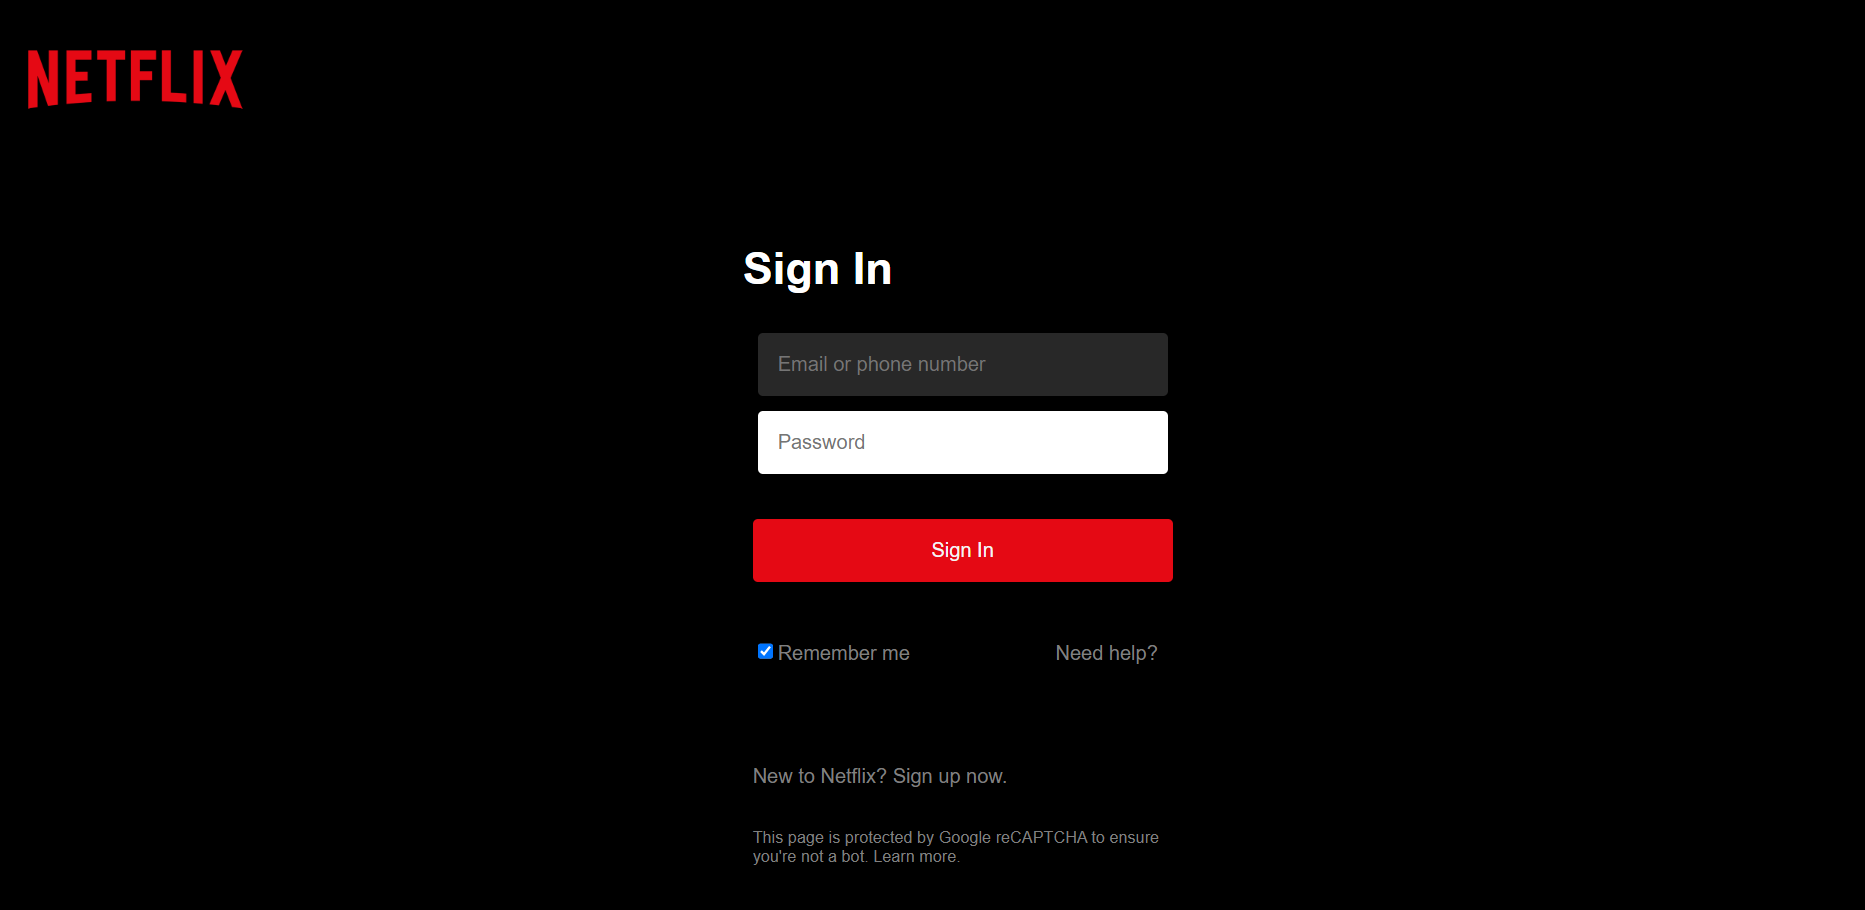 NETFLIX
Sign In
Email or phone number
Password
Sign In
Remember me
Need help?
New to Netflix? Sign up now.
This page is protected by Google reCAPTCHA to ensure
you're not a bot. Learn more.